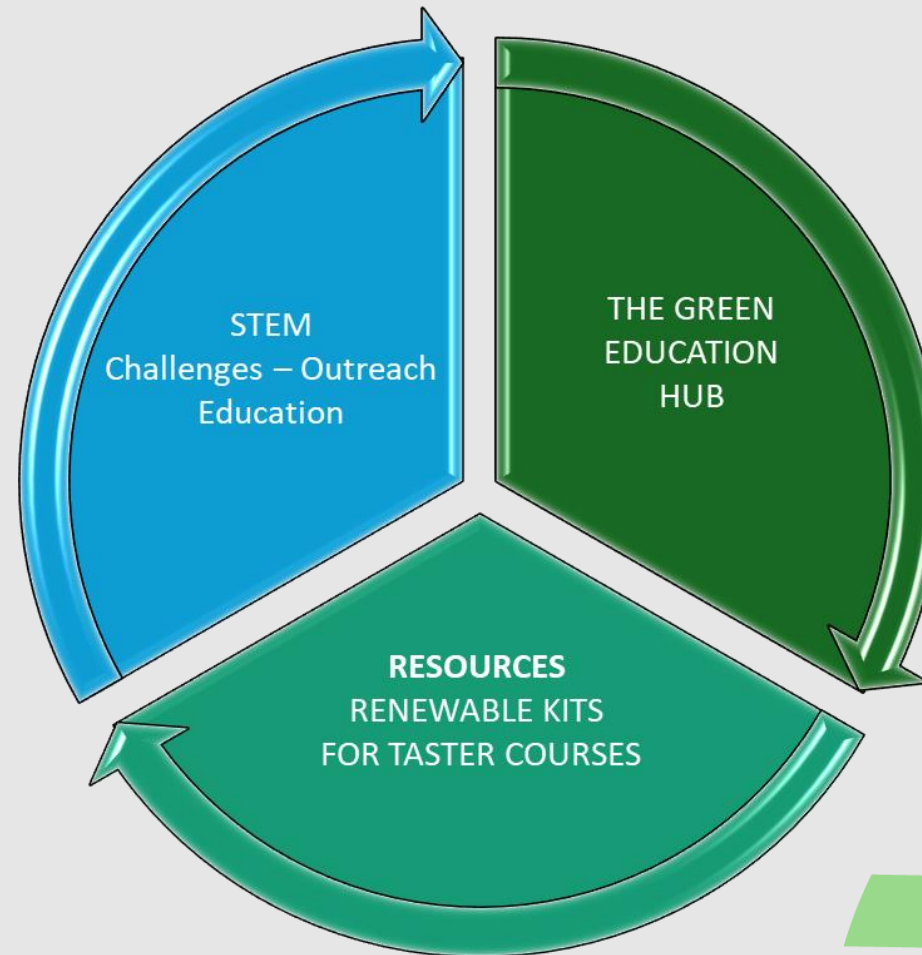 STEM
Challenges – Outreach
Education
THE GREEN
EDUCATION
HUB
RESOURCES
RENEWABLE KITS
FOR TASTER COURSES